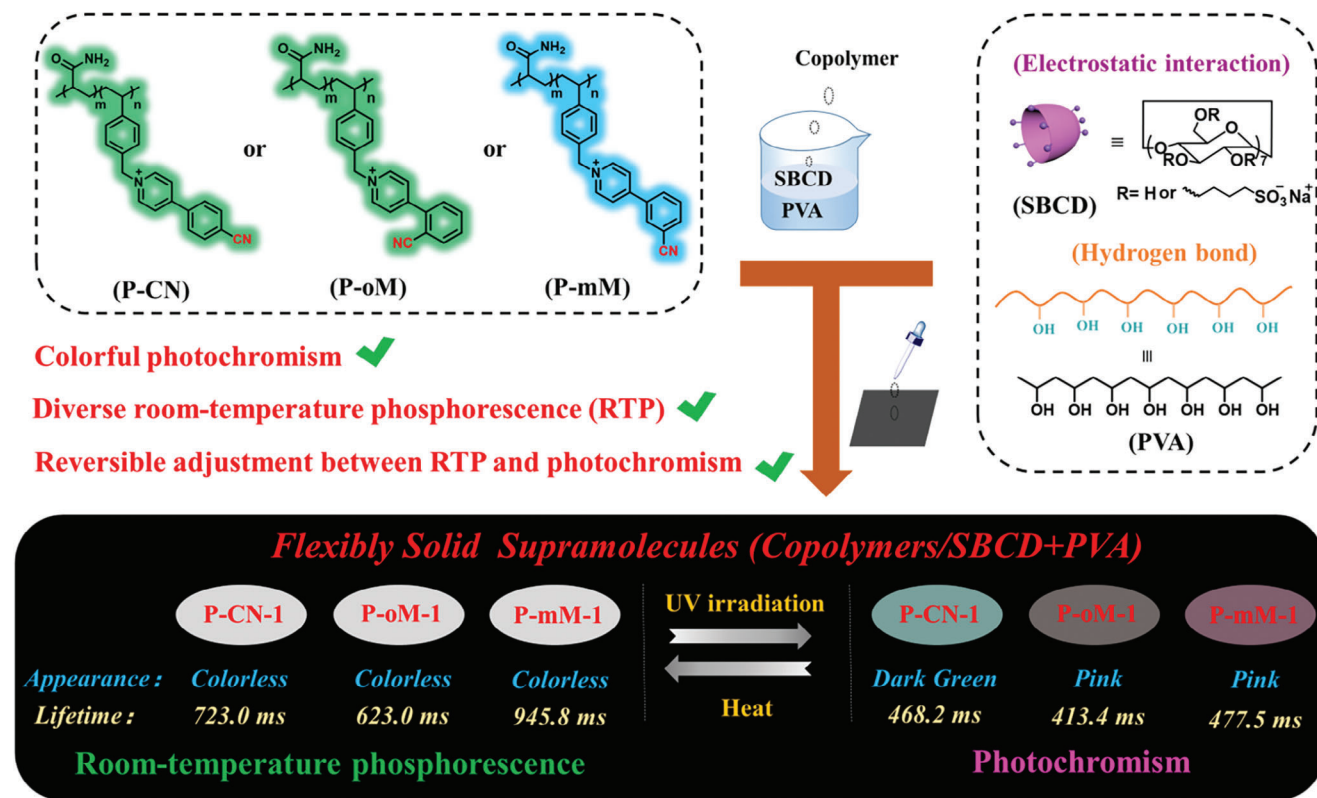 O NH₂
m n
N⁺
CN
(P-CN)
or
O NH₂
m n
N⁺
NC
(P-oM)
or
O NH₂
m n
N⁺
CN
(P-mM)
Copolymer
SBCD
PVA
(Electrostatic interaction)
(SBCD)
≡
RO
O
O
RO OR
7
R= H or SO₃⁻Na⁺
(Hydrogen bond)
OH OH OH OH OH OH
≡
OH OH OH OH OH OH OH
(PVA)
Colorful photochromism ✔
Diverse room-temperature phosphorescence (RTP) ✔
Reversible adjustment between RTP and photochromism ✔
Flexibly Solid Supramolecules (Copolymers/SBCD+PVA)
P-CN-1 P-oM-1 P-mM-1 UV irradiation P-CN-1 P-oM-1 P-mM-1
Appearance: Colorless Colorless Colorless Dark Green Pink Pink
Lifetime: 723.0 ms 623.0 ms 945.8 ms Heat 468.2 ms 413.4 ms 477.5 ms
Room-temperature phosphorescence Photochromism